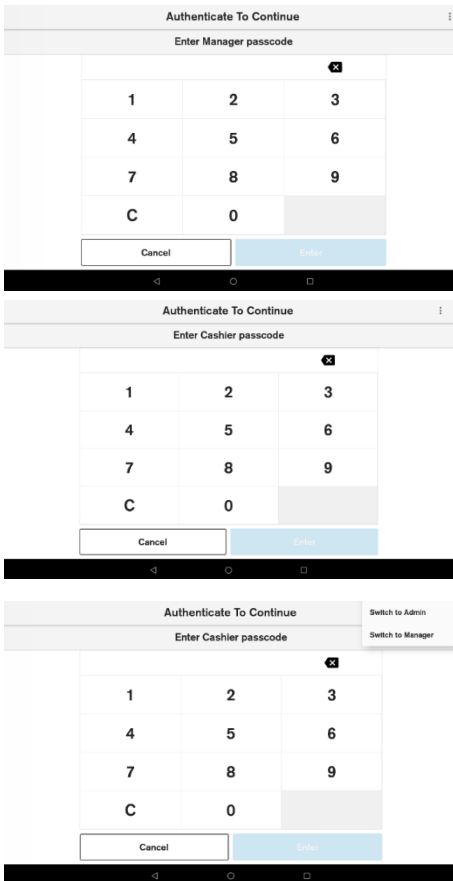 Authenticate To Continue
Enter Manager passcode
1 2 3
4 5 6
7 8 9
C 0
Cancel Enter
Authenticate To Continue
Enter Cashier passcode
1 2 3
4 5 6
7 8 9
C 0
Cancel Enter
Authenticate To Continue Switch to Admin
Enter Cashier passcode Switch to Manager
1 2 3
4 5 6
7 8 9
C 0
Cancel Enter